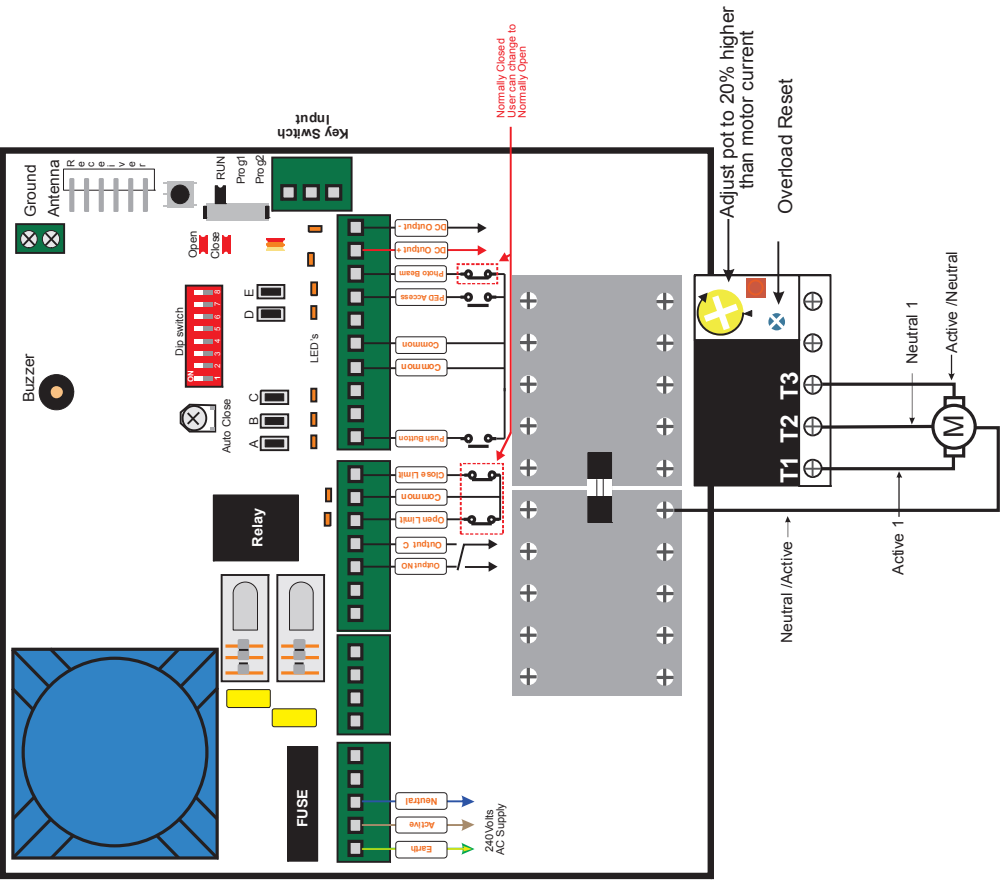 Ground
Antenna
Receiver
RUN
Prog1
Prog2
Key Switch
Input
Open
Close
Buzzer
Dip switch
ON
1 2 3 4 5 6 7 8
Auto Close
A
B
C
D
E
LED's
Relay
FUSE
DC Output -
DC Output +
Photo Beam
PED Access
Common
Common
Push Button
Close Limit
Common
Open Limit
Output C
Output NO
Neutral
Active
Earth
240Volts
AC Supply
Normally Closed
User can change to
Normally Open
Adjust pot to 20% higher
than motor current
Overload Reset
T1
T2
T3
M
Neutral 1
Active /Neutral
Neutral /Active
Active 1